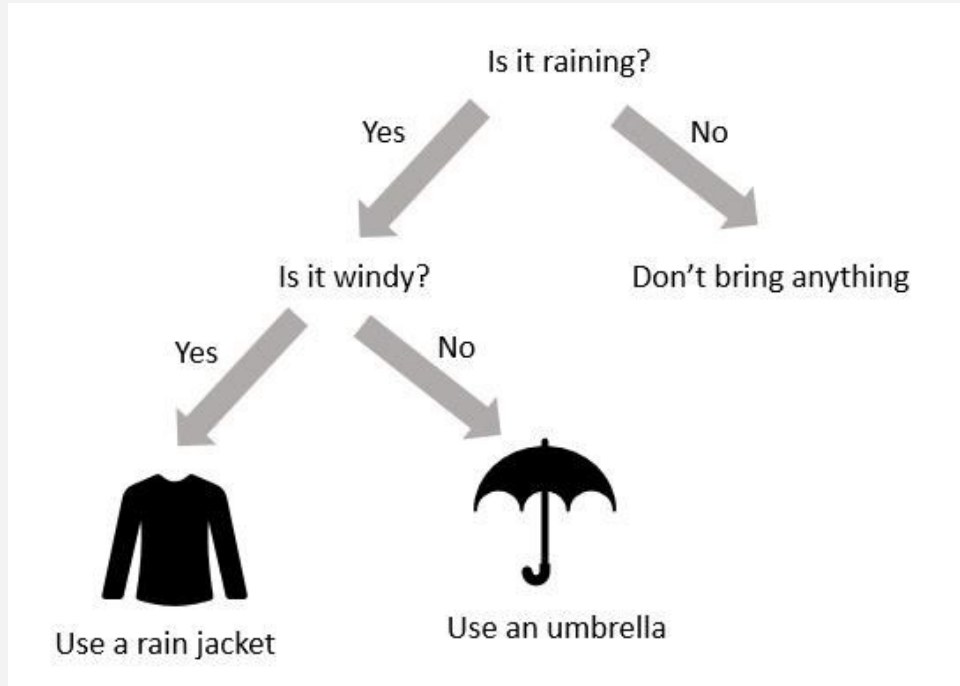 Is it raining?
Yes
No
Is it windy?
Don’t bring anything
Yes
No
Use a rain jacket
Use an umbrella